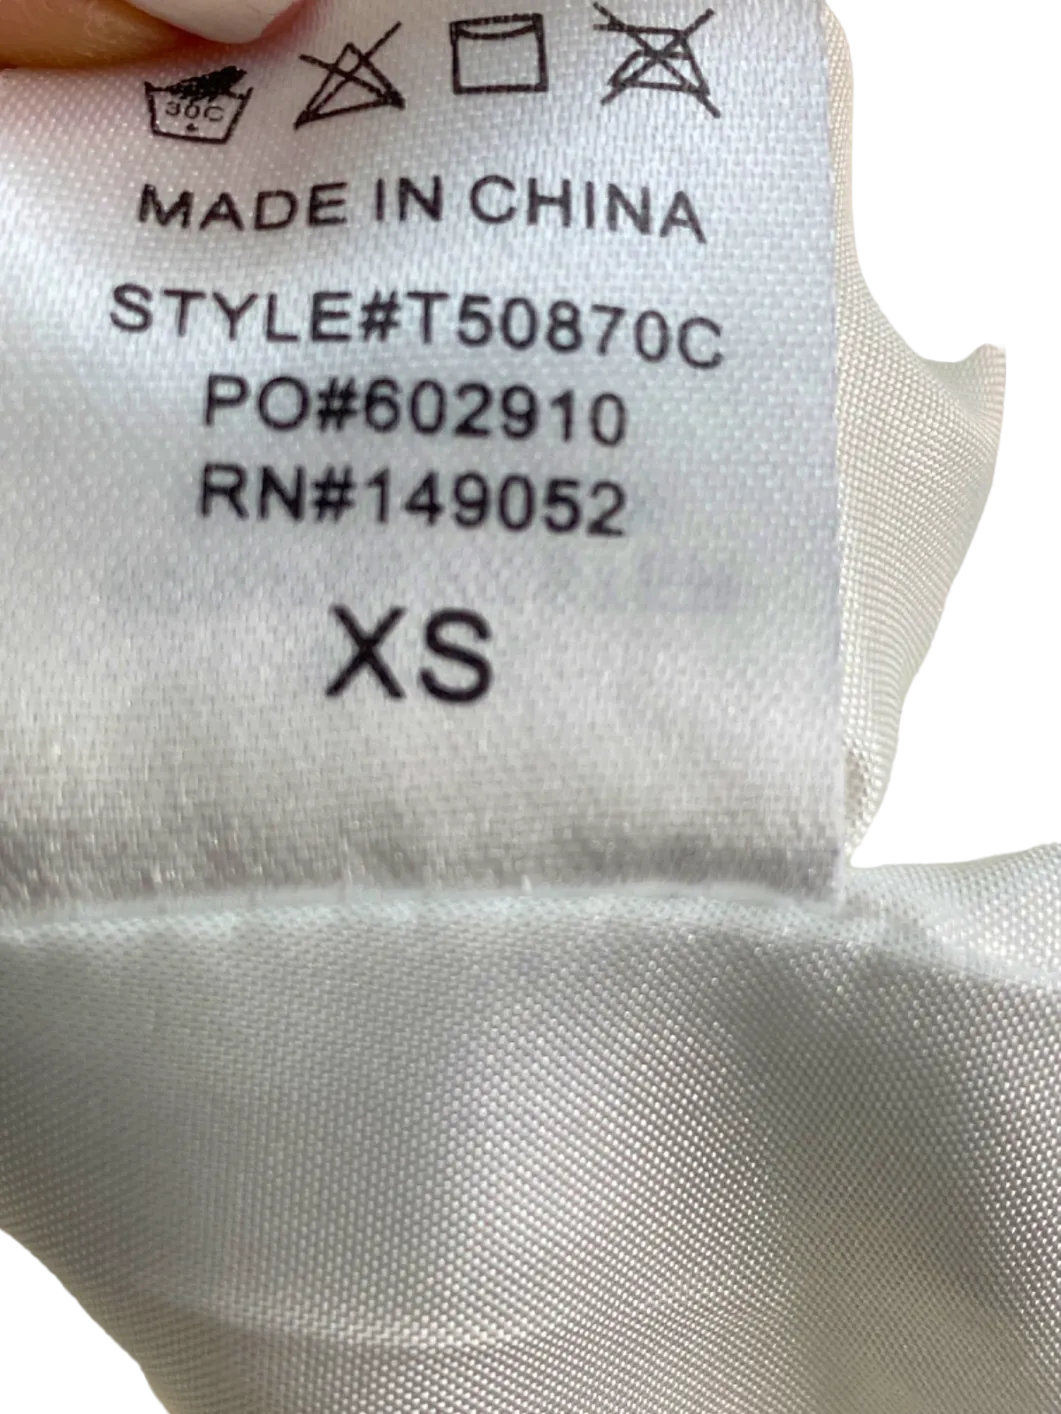 30C
MADE IN CHINA
STYLE#T50870C
PO#602910
RN#149052
XS